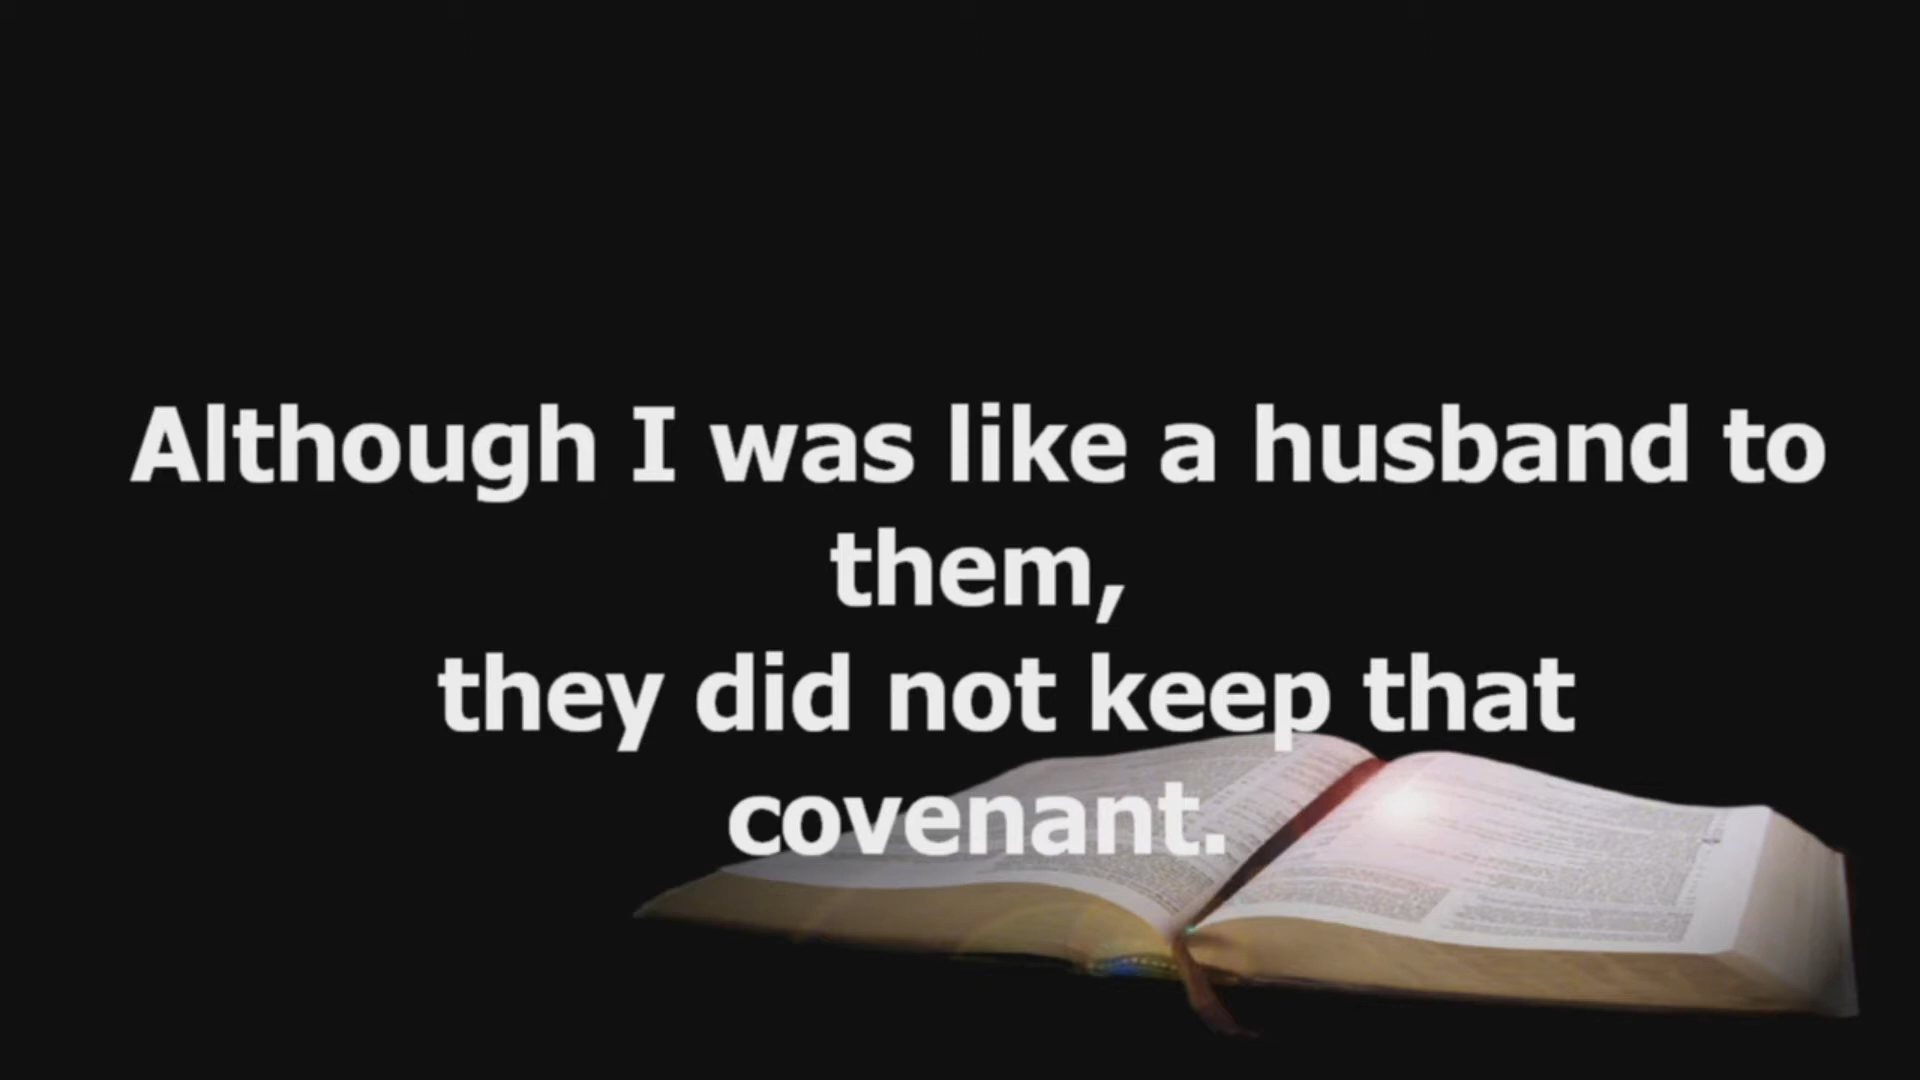 Although I was like a husband to
them,
they did not keep that
covenant.